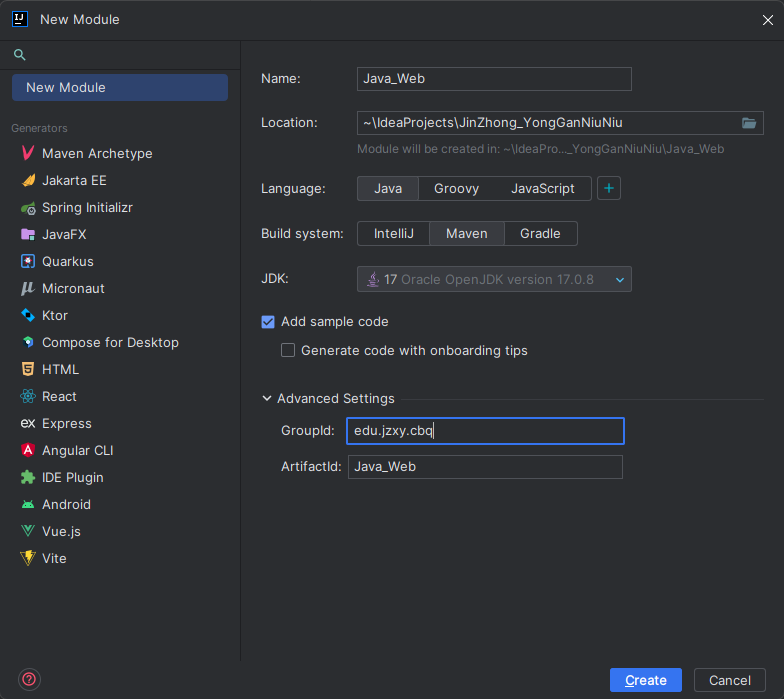 New Module
New Module
Generators
Maven Archetype
Jakarta EE
Spring Initializr
JavaFX
Quarkus
Micronaut
Ktor
Compose for Desktop
HTML
React
ex Express
Angular CLI
IDE Plugin
Android
Vue.js
Vite
Name: Java_Web
Location: ~\IdeaProjects\JinZhong_YongGanNiuNiu
Module will be created in: ~\IdeaPro..._YongGanNiuNiu\Java_Web
Language: Java Groovy JavaScript +
Build system: IntelliJ Maven Gradle
JDK: 17 Oracle OpenJDK version 17.0.8
Add sample code
Generate code with onboarding tips
Advanced Settings
GroupId: edu.jzxy.cbq
ArtifactId: Java_Web
? Create Cancel